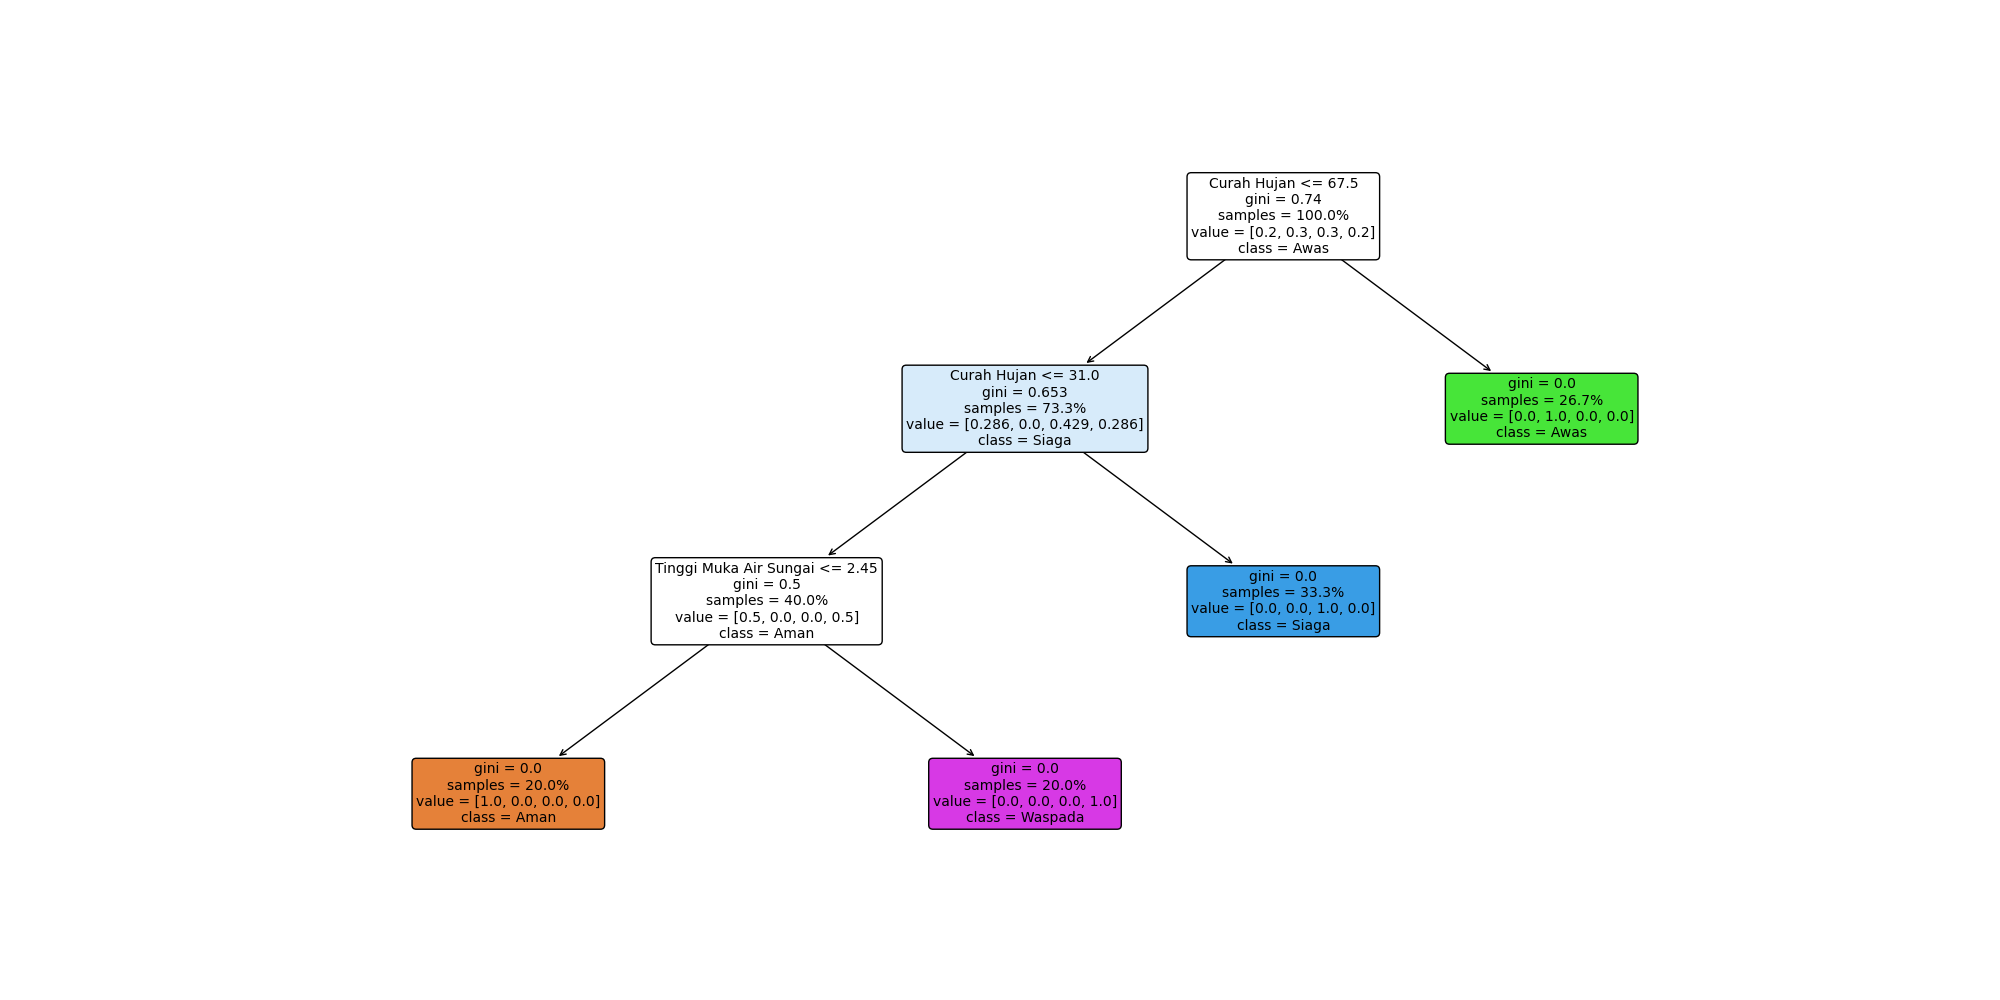 Curah Hujan <= 67.5
gini = 0.74
samples = 100.0%
value = [0.2, 0.3, 0.3, 0.2]
class = Awas
Curah Hujan <= 31.0
gini = 0.653
samples = 73.3%
value = [0.286, 0.0, 0.429, 0.286]
class = Siaga
gini = 0.0
samples = 26.7%
value = [0.0, 1.0, 0.0, 0.0]
class = Awas
Tinggi Muka Air Sungai <= 2.45
gini = 0.5
samples = 40.0%
value = [0.5, 0.0, 0.0, 0.5]
class = Aman
gini = 0.0
samples = 33.3%
value = [0.0, 0.0, 1.0, 0.0]
class = Siaga
gini = 0.0
samples = 20.0%
value = [1.0, 0.0, 0.0, 0.0]
class = Aman
gini = 0.0
samples = 20.0%
value = [0.0, 0.0, 0.0, 1.0]
class = Waspada